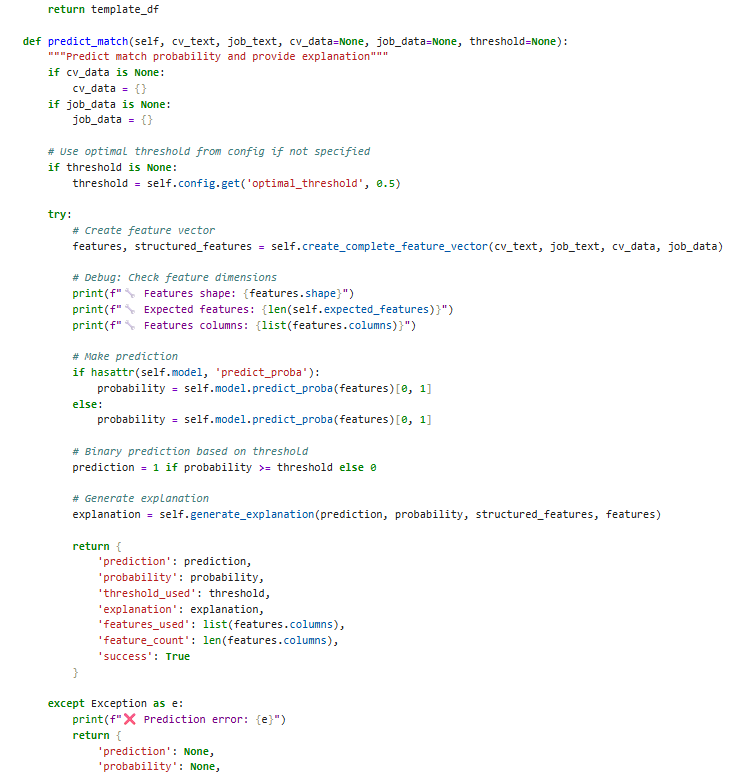 return template_df

    def predict_match(self, cv_text, job_text, cv_data=None, job_data=None, threshold=None):
        """Predict match probability and provide explanation"""
        if cv_data is None:
            cv_data = {}
        if job_data is None:
            job_data = {}

        # Use optimal threshold from config if not specified
        if threshold is None:
            threshold = self.config.get('optimal_threshold', 0.5)

        try:
            # Create feature vector
            features, structured_features = self.create_complete_feature_vector(cv_text, job_text, cv_data, job_data)

            # Debug: Check feature dimensions
            print(f"🔧 Features shape: {features.shape}")
            print(f"🔧 Expected features: {len(self.expected_features)}")
            print(f"🔧 Features columns: {list(features.columns)}")

            # Make prediction
            if hasattr(self.model, 'predict_proba'):
                probability = self.model.predict_proba(features)[0, 1]
            else:
                probability = self.model.predict_proba(features)[0, 1]

            # Binary prediction based on threshold
            prediction = 1 if probability >= threshold else 0

            # Generate explanation
            explanation = self.generate_explanation(prediction, probability, structured_features, features)

            return {
                'prediction': prediction,
                'probability': probability,
                'threshold_used': threshold,
                'explanation': explanation,
                'features_used': list(features.columns),
                'feature_count': len(features.columns),
                'success': True
            }

        except Exception as e:
            print(f"❌ Prediction error: {e}")
            return {
                'prediction': None,
                'probability': None,